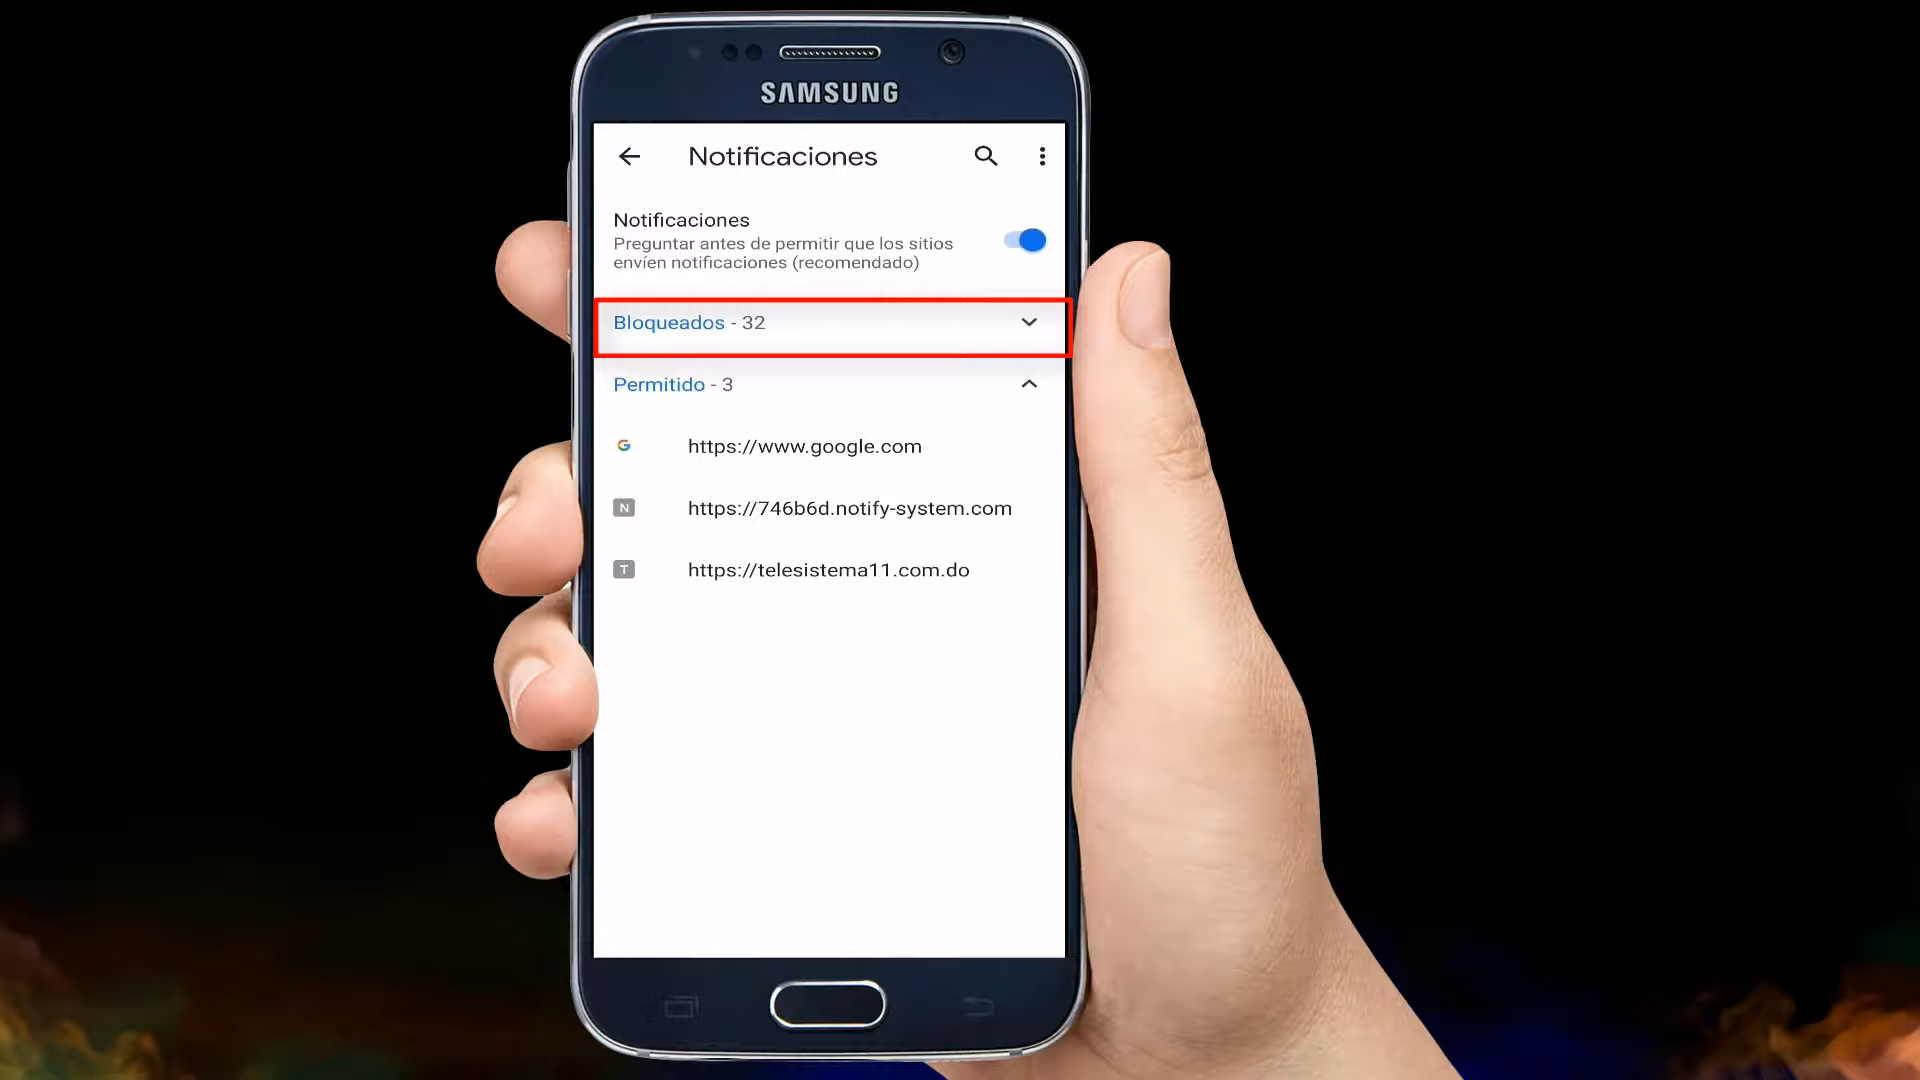 SAMSUNG
Notificaciones
Notificaciones
Preguntar antes de permitir que los sitios
envíen notificaciones (recomendado)
Bloqueados - 32
Permitido - 3
https://www.google.com
N https://746b6d.notify-system.com
T https://telesistema11.com.do